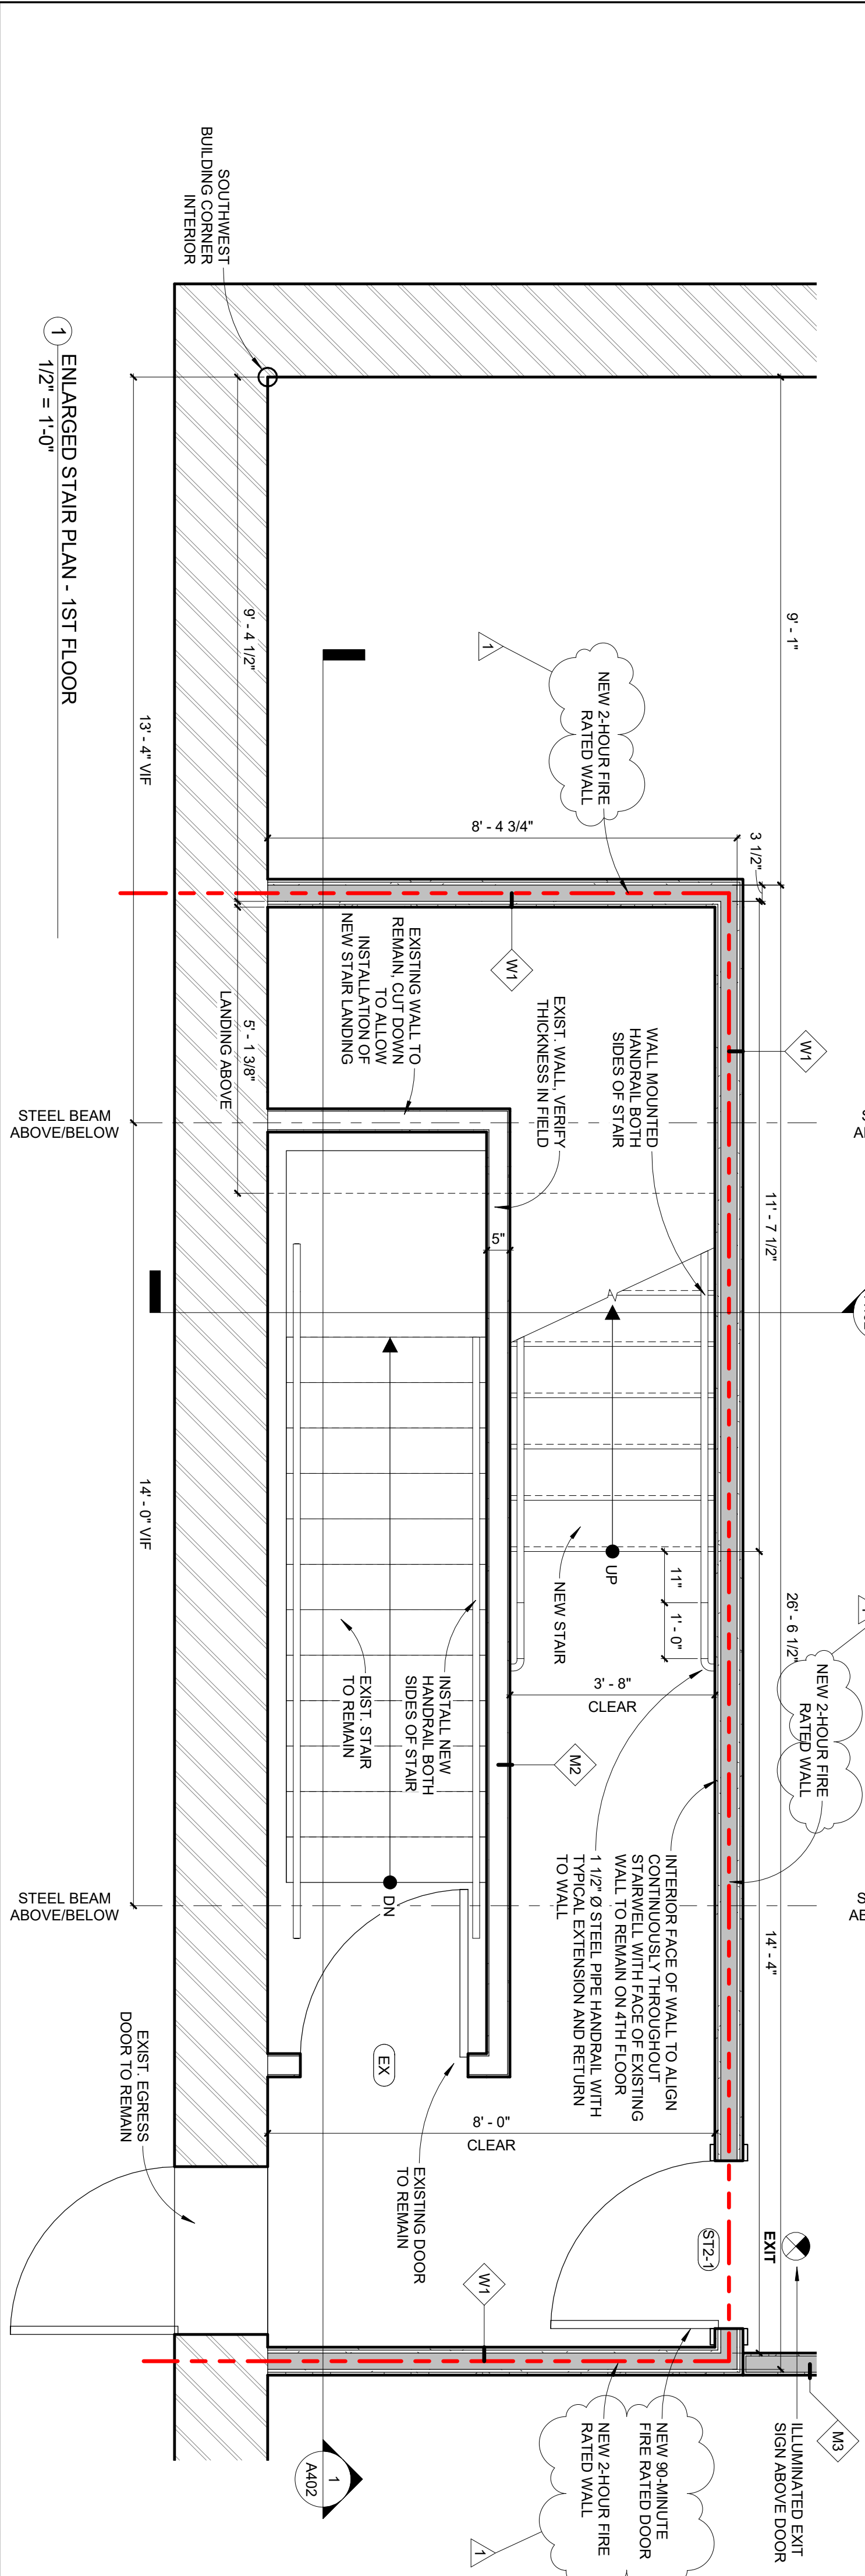 SOUTHWEST
BUILDING CORNER
INTERIOR
1
ENLARGED STAIR PLAN - 1ST FLOOR
1/2" = 1'-0"
9' - 1"
9' - 4 1/2"
13' - 4" VIF
1
NEW 2-HOUR FIRE
RATED WALL
8' - 4 3/4"
3 1/2"
W1
W1
EXISTING WALL TO
REMAIN, CUT DOWN
TO ALLOW
INSTALLATION OF
NEW STAIR LANDING
EXIST. WALL, VERIFY
THICKNESS IN FIELD
WALL MOUNTED
HANDRAIL BOTH
SIDES OF STAIR
5' - 1 3/8"
LANDING ABOVE
STEEL BEAM
ABOVE/BELOW
11' - 7 1/2"
5"
14' - 0" VIF
UP
11"
1' - 0"
NEW STAIR
26' - 6 1/2"
NEW 2-HOUR FIRE
RATED WALL
3' - 8"
CLEAR
INSTALL NEW
HANDRAIL BOTH
SIDES OF STAIR
EXIST. STAIR
TO REMAIN
M2
DN
INTERIOR FACE OF WALL TO ALIGN
CONTINUOUSLY THROUGHOUT
STAIRWELL WITH FACE OF EXISTING
WALL TO REMAIN ON 4TH FLOOR
1 1/2" Ø STEEL PIPE HANDRAIL WITH
TYPICAL EXTENSION AND RETURN
TO WALL
14' - 4"
STEEL BEAM
ABOVE/BELOW
EX
EXIST. EGRESS
DOOR TO REMAIN
8' - 0"
CLEAR
EXISTING DOOR
TO REMAIN
ST2-1
EXIT
W1
ILLUMINATED EXIT
SIGN ABOVE DOOR
M3
NEW 90-MINUTE
FIRE RATED DOOR
NEW 2-HOUR FIRE
RATED WALL
1
1
A402